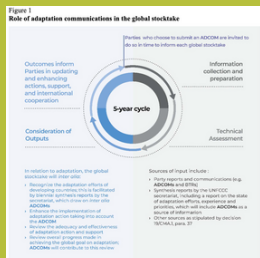 Figure 1
Role of adaptation communications in the global stocktake
Parties who choose to submit an ADCOM are invited to
do so in time to inform each global stocktake
Outcomes inform
Parties in updating
and enhancing
actions, support,
and international
cooperation
Information
collection and
preparation
5-year cycle
Consideration of
Outputs
Technical
Assessment
In relation to adaptation, the global
stocktake will inter alia:
Recognize the adaptation efforts of
developing countries this is facilitated
by thematic synthesis reports by the
secretariat, which draw on inter alia
ADCOMs
Enhance the implementation of
adaptation action taking into account
the ADCOM
Review the adequacy and effectiveness
of adaptation action and support
Review overall progress made in
achieving the global goal on adaptation;
ADCOMs will contribute to this review
Sources of input include:
Party reports and communications (e.g.
ADCOMs and BTRs)
Synthesis reports by the UNFCCC
secretariat, including a report on the state
of adaptation efforts, experience and
priorities, which will include ADCOMs as a
source of information
Other sources as stipulated by decision
19/CMA.1, para. 37